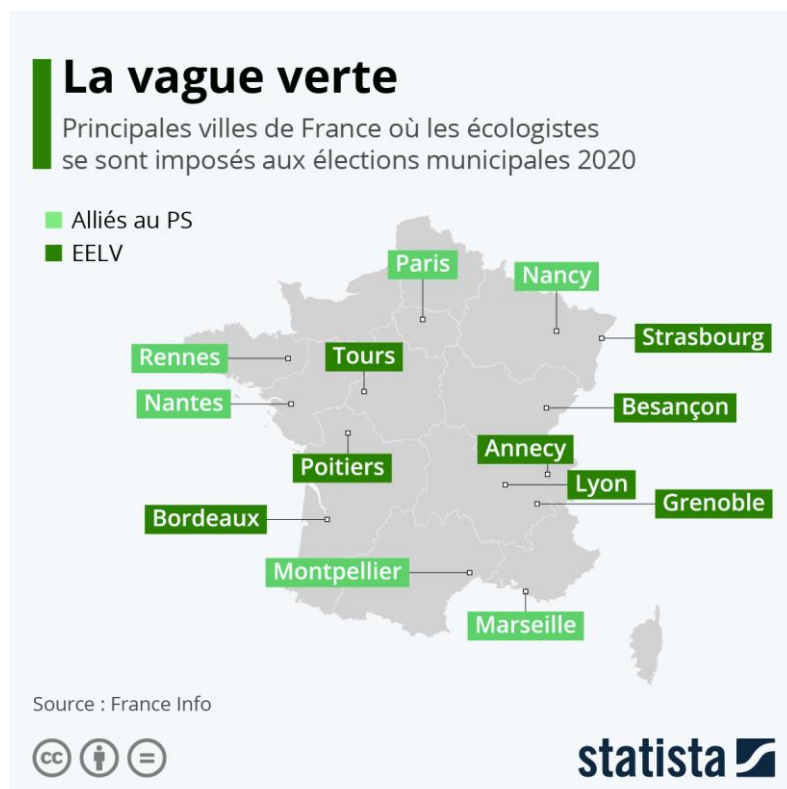 La vague verte
Principales villes de France où les écologistes
se sont imposés aux élections municipales 2020
Alliés au PS
EELV
Paris
Nancy
Strasbourg
Rennes
Tours
Nantes
Besançon
Annecy
Poitiers
Lyon
Grenoble
Bordeaux
Montpellier
Marseille
Source : France Info
cc
statista